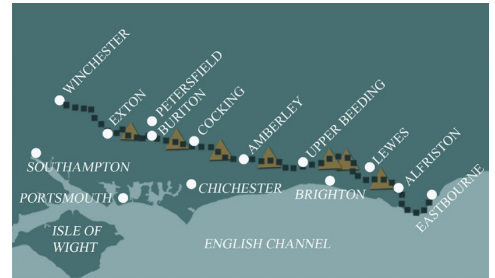 WINCHESTER
EXTON
PETERSFIELD
BURITON
COCKING
AMBERLEY
UPPER BEEDING
LEWES
ALFRISTON
EASTBOURNE
SOUTHAMPTON
PORTSMOUTH
CHICHESTER
BRIGHTON
ISLE OF
WIGHT
ENGLISH CHANNEL